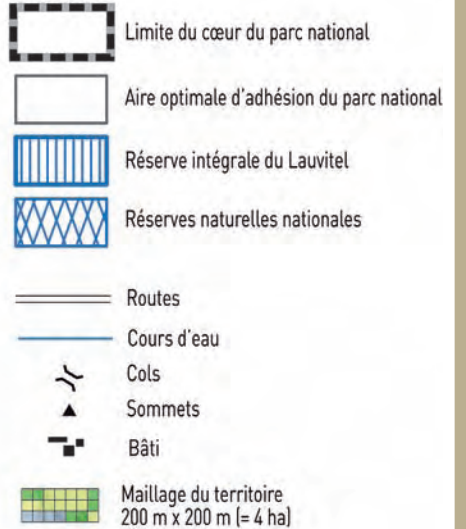 Limite du cœur du parc national
Aire optimale d'adhésion du parc national
Réserve intégrale du Lauvitel
Réserves naturelles nationales
Routes
Cours d'eau
Cols
Sommets
Bâti
Maillage du territoire
200 m x 200 m (= 4 ha)